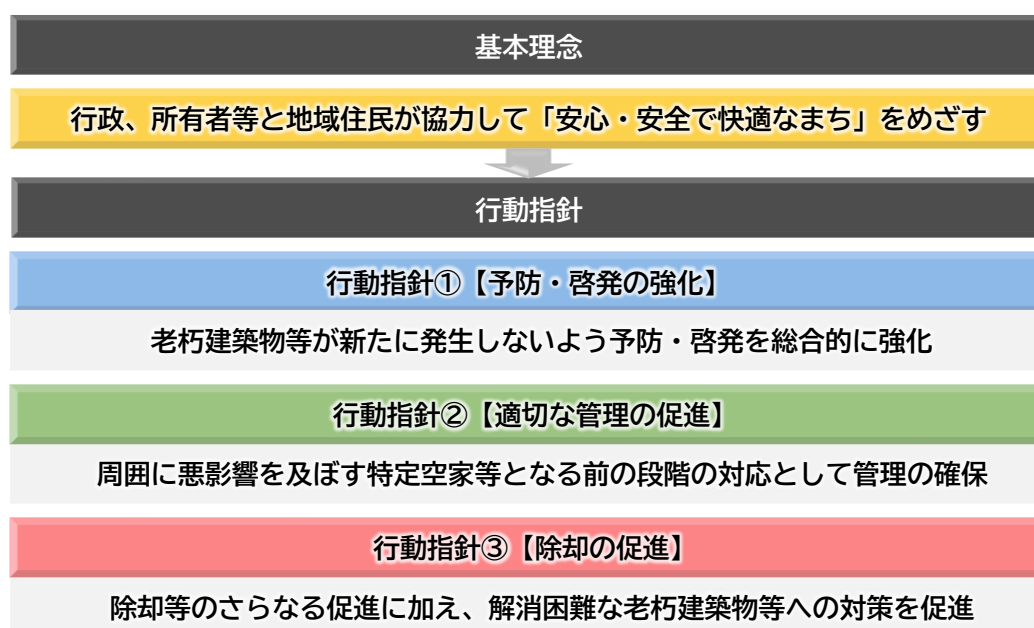 基本理念
行政、所有者等と地域住民が協力して「安心・安全で快適なまち」をめざす
行動指針
行動指針①【予防・啓発の強化】
老朽建築物等が新たに発生しないよう予防・啓発を総合的に強化
行動指針②【適切な管理の促進】
周囲に悪影響を及ぼす特定空家等となる前の段階の対応として管理の確保
行動指針③【除却の促進】
除却等のさらなる促進に加え、解消困難な老朽建築物等への対策を促進